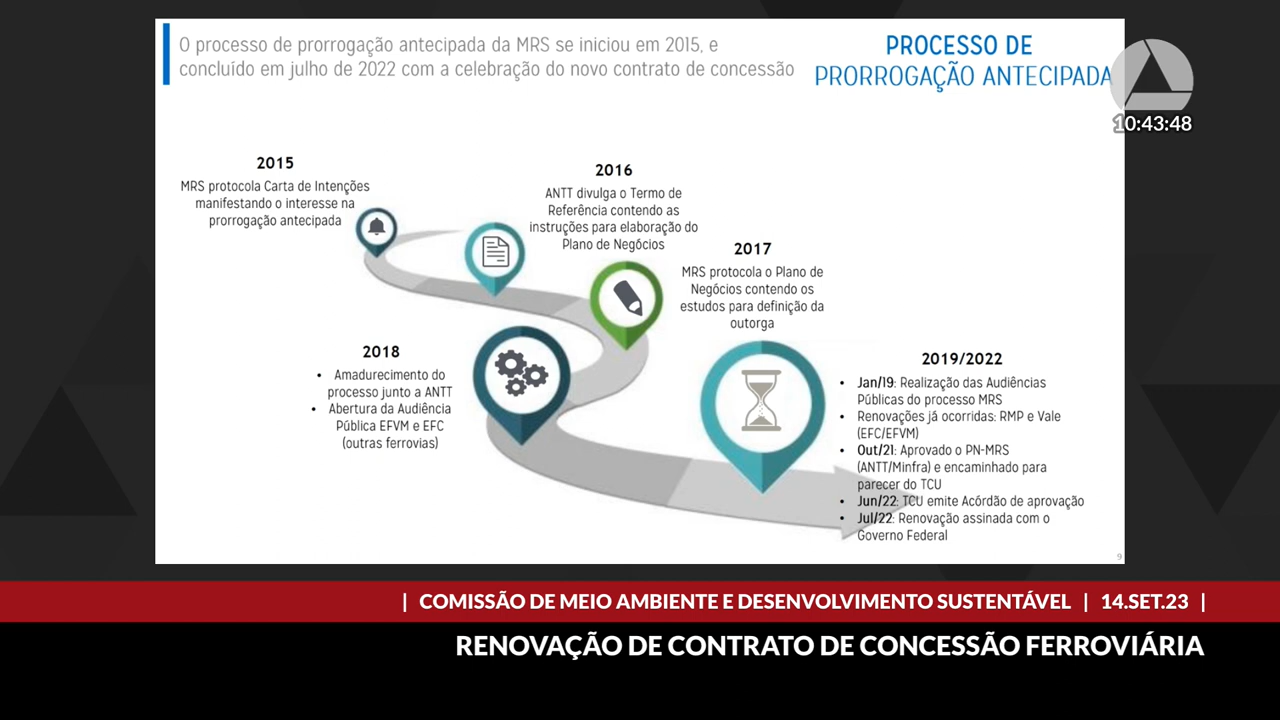 O processo de prorrogação antecipada da MRS se iniciou em 2015, e
concluído em julho de 2022 com a celebração do novo contrato de concessão
PROCESSO DE
PRORROGAÇÃO ANTECIPADA
10:43:48
2015
MRS protocola Carta de Intenções
manifestando o interesse na
prorrogação antecipada
2016
ANTT divulga o Termo de
Referência contendo as
instruções para elaboração do
Plano de Negócios
2017
MRS protocola o Plano de
Negócios contendo os
estudos para definição da
outorga
2018
• Amadurecimento do
processo junto a ANTT
• Abertura da Audiência
Pública EFVM e EFC
(outras ferrovias)
2019/2022
• Jan/19: Realização das Audiências
Públicas do processo MRS
• Renovações já ocorridas: RMP e Vale
(EFC/EFVM)
• Out/21: Aprovado o PN-MRS
(ANTT/Minfra) e encaminhado para
parecer do TCU
• Jun/22: TCU emite Acórdão de aprovação
• Jul/22: Renovação assinada com o
Governo Federal
9
| COMISSÃO DE MEIO AMBIENTE E DESENVOLVIMENTO SUSTENTÁVEL | 14.SET.23 |
RENOVAÇÃO DE CONTRATO DE CONCESSÃO FERROVIÁRIA